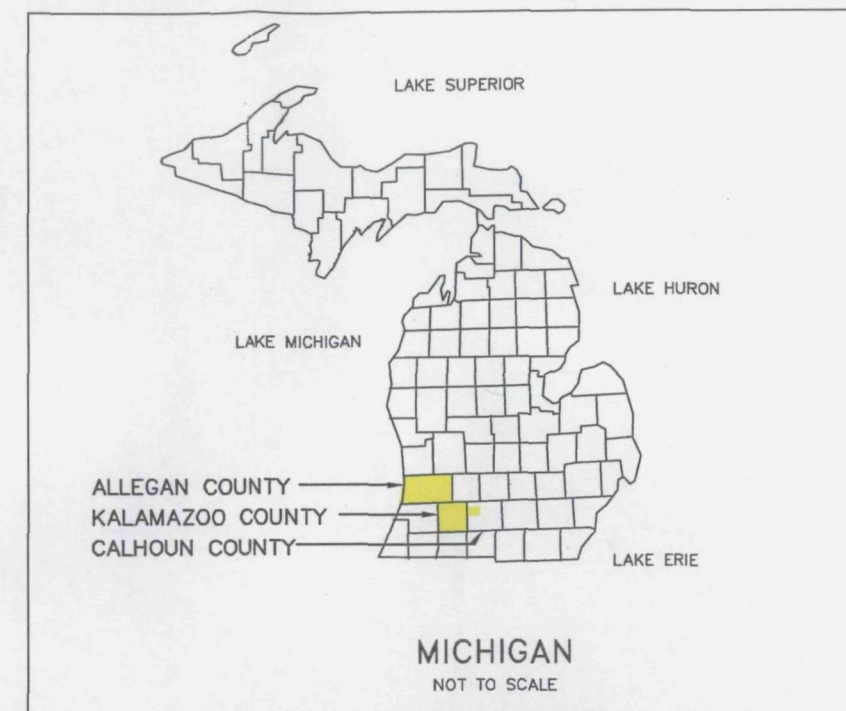 LAKE SUPERIOR
LAKE HURON
LAKE MICHIGAN
ALLEGAN COUNTY
KALAMAZOO COUNTY
CALHOUN COUNTY
LAKE ERIE
MICHIGAN
NOT TO SCALE